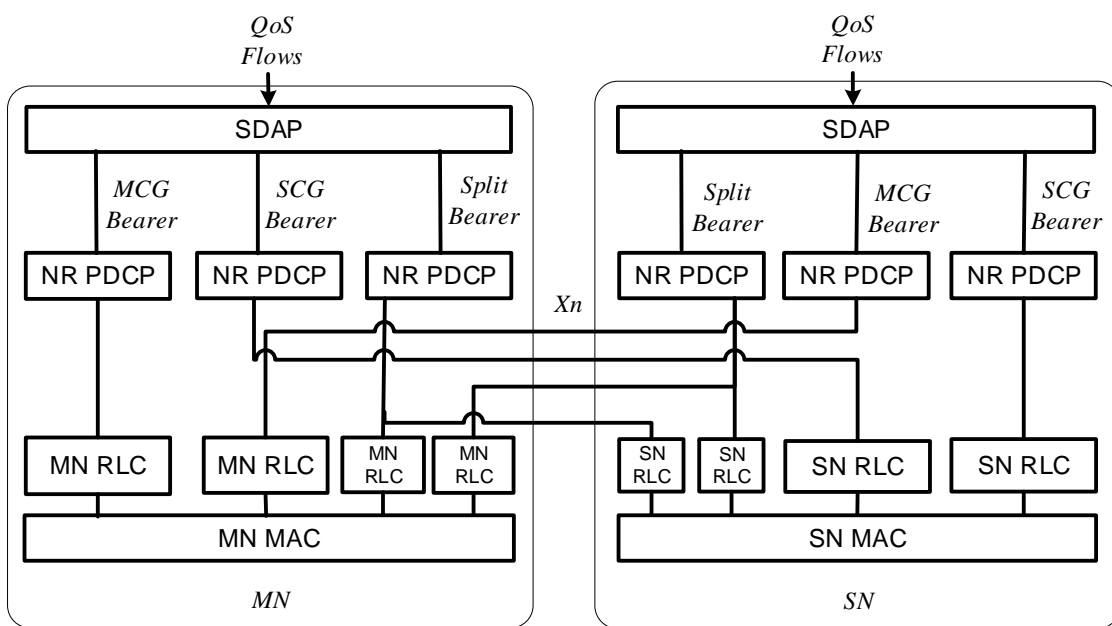 QoS
Flows
QoS
Flows
SDAP
SDAP
MCG
Bearer
SCG
Bearer
Split
Bearer
Split
Bearer
MCG
Bearer
SCG
Bearer
NR PDCP
NR PDCP
NR PDCP
NR PDCP
NR PDCP
NR PDCP
Xn
MN RLC
MN RLC
MN
RLC
MN
RLC
SN
RLC
SN
RLC
SN RLC
SN RLC
MN MAC
SN MAC
MN
SN